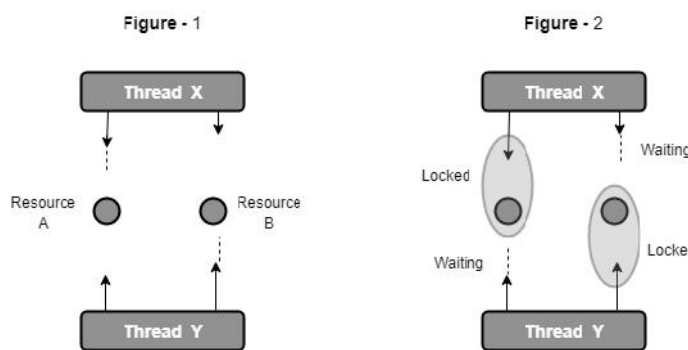 Figure - 1
Thread X
Resource
A
Resource
B
Thread Y
Figure - 2
Thread X
Waiting
Locked
Locke
Waiting
Thread Y